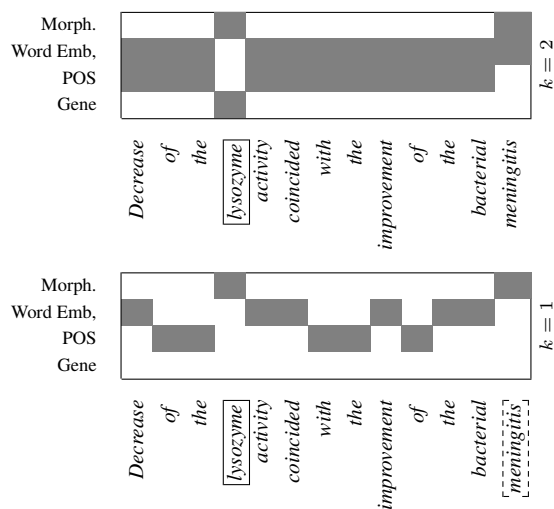 Morph.
Word Emb,
POS
Gene
k = 2
Decrease
of
the
lysozyme
activity
coincided
with
the
improvement
of
the
bacterial
meningitis
Morph.
Word Emb,
POS
Gene
k = 1
Decrease
of
the
lysozyme
activity
coincided
with
the
improvement
of
the
bacterial
meningitis